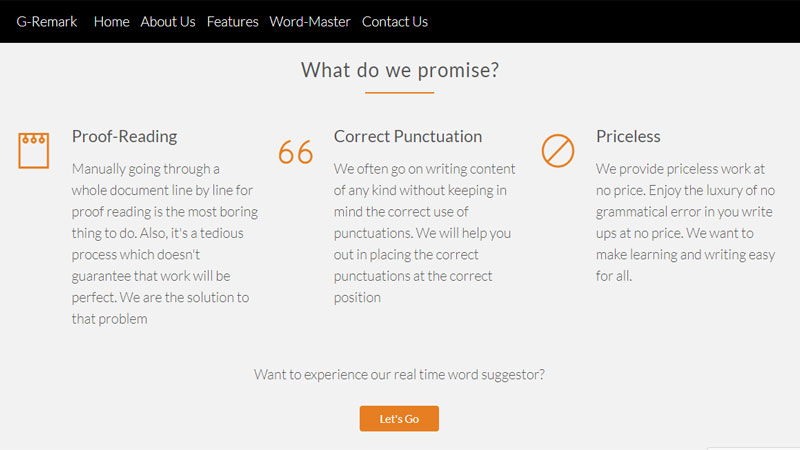 G-Remark Home About Us Features Word-Master Contact Us
What do we promise?
Proof-Reading
Manually going through a
whole document line by line for
proof reading is the most boring
thing to do. Also, it's a tedious
process which doesn't
guarantee that work will be
perfect. We are the solution to
that problem
Correct Punctuation
We often go on writing content
of any kind without keeping in
mind the correct use of
punctuations. We will help you
out in placing the correct
punctuations at the correct
position
Priceless
We provide priceless work at
no price. Enjoy the luxury of no
grammatical error in you write
ups at no price. We want to
make learning and writing easy
for all.
Want to experience our real time word suggestor?
Let's Go